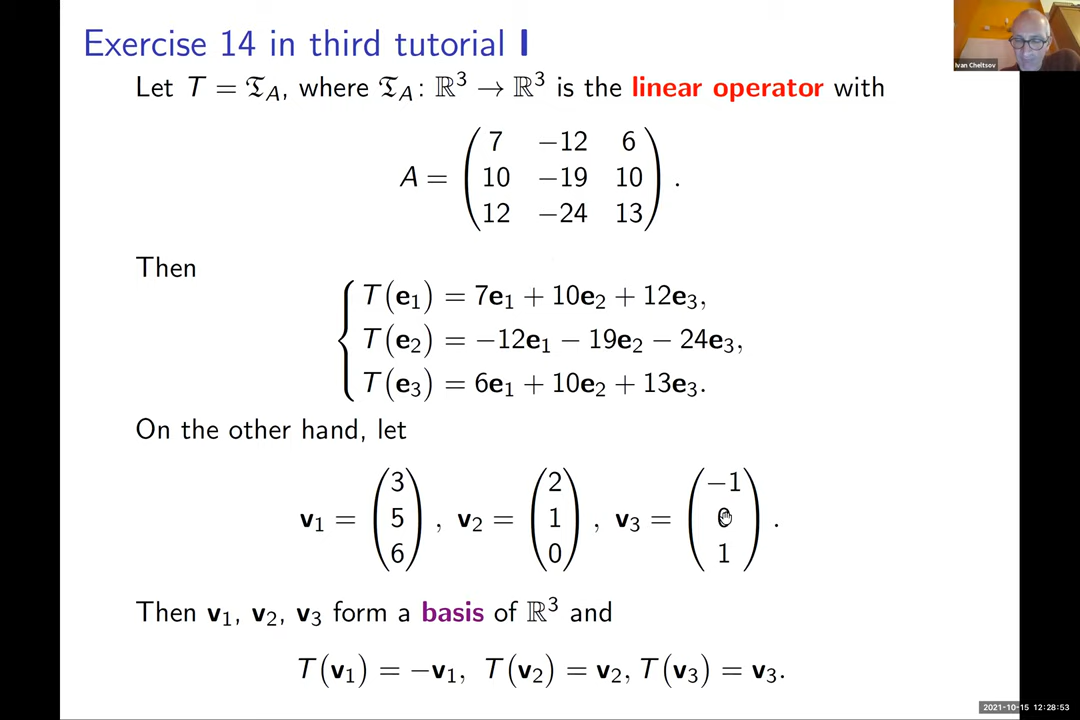 Exercise 14 in third tutorial I
Ivan Cheltsov
Let T = 𝔗_A, where 𝔗_A : ℝ³ → ℝ³ is the linear operator with
A = ( 7 −12 6
10 −19 10
12 −24 13 ) .
Then
T(e₁) = 7e₁ + 10e₂ + 12e₃,
T(e₂) = −12e₁ − 19e₂ − 24e₃,
T(e₃) = 6e₁ + 10e₂ + 13e₃.
On the other hand, let
v₁ = (3 5 6) , v₂ = (2 1 0) , v₃ = (−1 0 1) .
Then v₁, v₂, v₃ form a basis of ℝ³ and
T(v₁) = −v₁, T(v₂) = v₂, T(v₃) = v₃.
2021-10-15 12:28:53